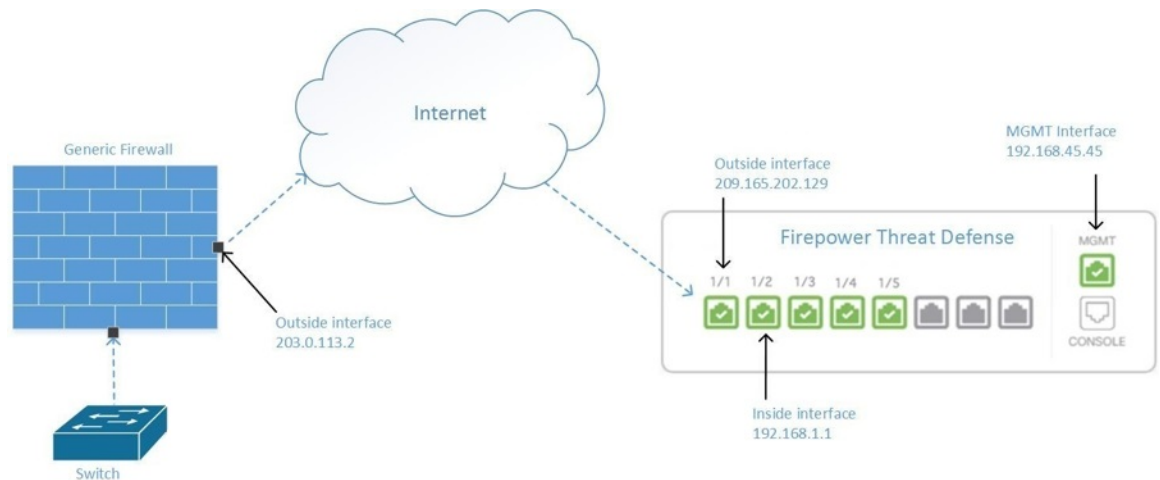 Internet
Generic Firewall
Outside interface
203.0.113.2
Switch
MGMT Interface
192.168.45.45
Outside interface
209.165.202.129
Firepower Threat Defense
MGMT
1/1 1/2 1/3 1/4 1/5
CONSOLE
Inside interface
192.168.1.1